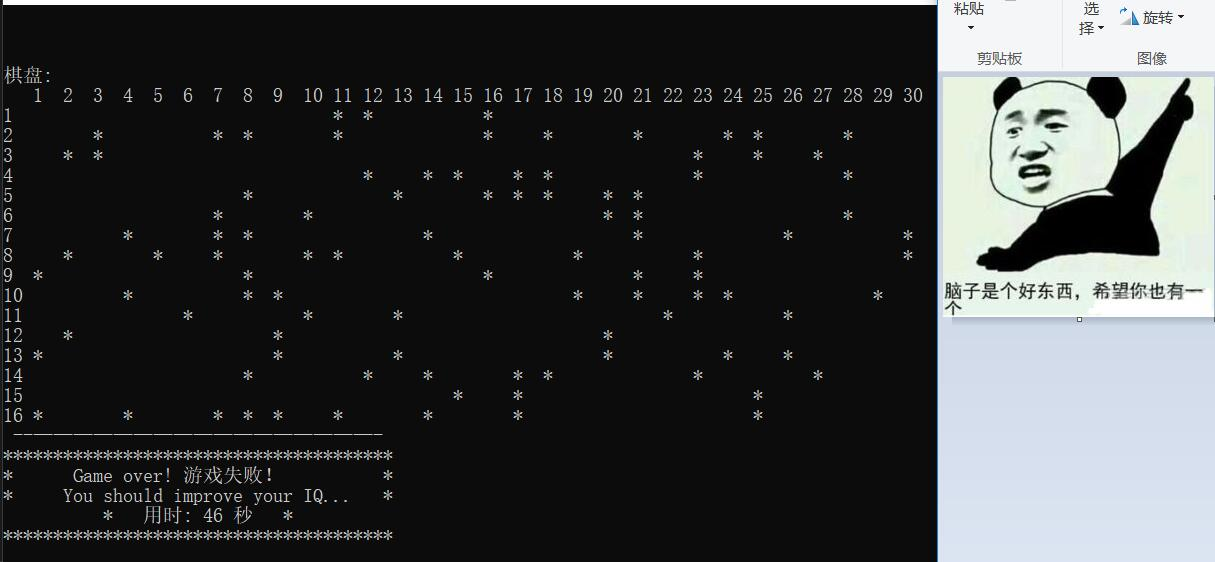 棋盘:
1 2 3 4 5 6 7 8 9 10 11 12 13 14 15 16 17 18 19 20 21 22 23 24 25 26 27 28 29 30
1 * * *
2 * * * * * * * * * *
3 * * * * *
4 * * * * * * *
5 * * * * * * *
6 * * * * *
7 * * * * * * *
8 * * * * * * * * *
9 * * * * *
10 * * * * * * * *
11 * * * * *
12 * * *
13 * * * * * *
14 * * * * * * *
15 * * *
16 * * * * * * * * *
—————————————————————
***************************************
* Game over! 游戏失败! *
* You should improve your IQ... *
* 用时: 46 秒 *
***************************************
粘贴
选
择
旋转
剪贴板
图像
脑子是个好东西，希望你也有一
个